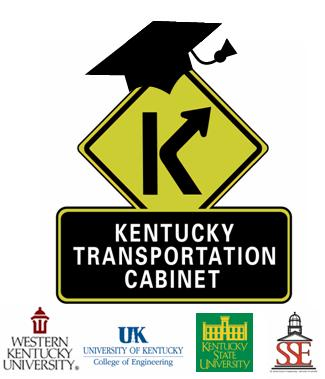 K
KENTUCKY
TRANSPORTATION
CABINET
WESTERN
KENTUCKY
UNIVERSITY®
UK
UNIVERSITY OF KENTUCKY
College of Engineering
KENTUCKY
STATE
UNIVERSITY
SSE